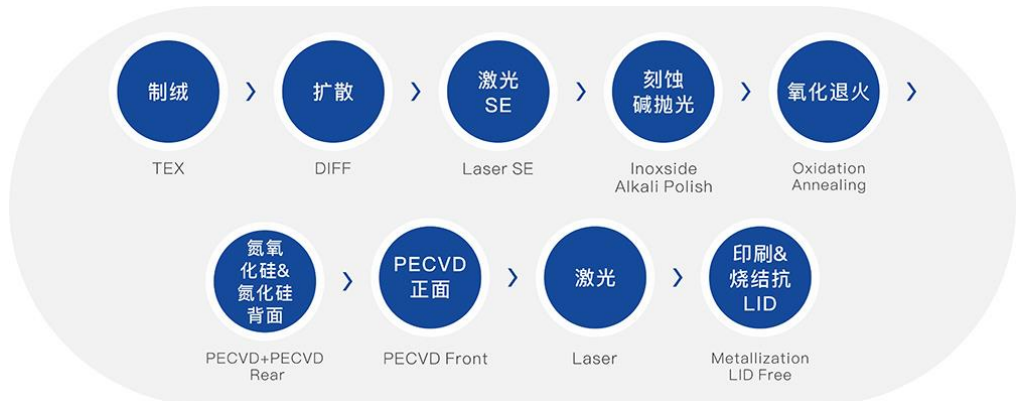 制绒
扩散
激光
SE
刻蚀
碱抛光
氧化退火
TEX
DIFF
Laser SE
Inoxside
Alkali Polish
Oxidation
Annealing
氮氧
化硅&
氮化硅
背面
PECVD
正面
激光
印刷&
烧结抗
LID
PECVD+PECVD
Rear
PECVD Front
Laser
Metallization
LID Free